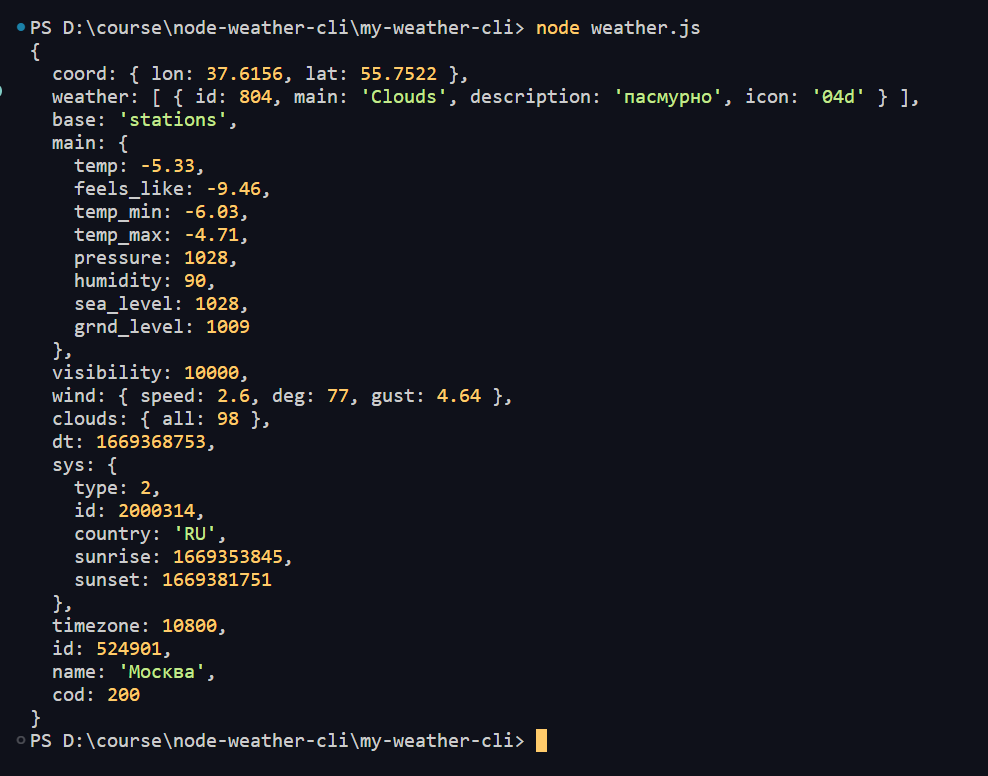 PS D:\course\node-weather-cli\my-weather-cli> node weather.js
{
  coord: { lon: 37.6156, lat: 55.7522 },
  weather: [ { id: 804, main: 'Clouds', description: 'пасмурно', icon: '04d' } ],
  base: 'stations',
  main: {
    temp: -5.33,
    feels_like: -9.46,
    temp_min: -6.03,
    temp_max: -4.71,
    pressure: 1028,
    humidity: 90,
    sea_level: 1028,
    grnd_level: 1009
  },
  visibility: 10000,
  wind: { speed: 2.6, deg: 77, gust: 4.64 },
  clouds: { all: 98 },
  dt: 1669368753,
  sys: {
    type: 2,
    id: 2000314,
    country: 'RU',
    sunrise: 1669353845,
    sunset: 1669381751
  },
  timezone: 10800,
  id: 524901,
  name: 'Москва',
  cod: 200
}
PS D:\course\node-weather-cli\my-weather-cli>